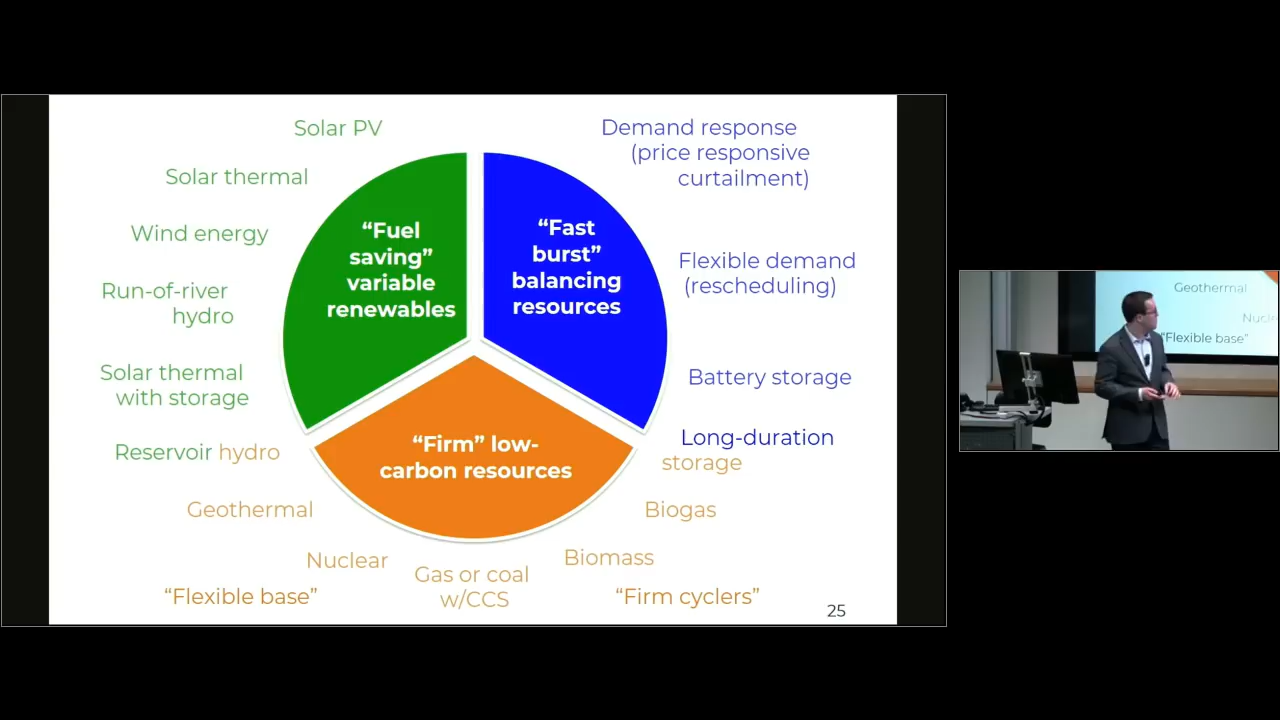 Solar PV
Solar thermal
Wind energy
Run-of-river
hydro
Solar thermal
with storage
Reservoir hydro
Geothermal
Nuclear
"Flexible base"
Gas or coal
w/CCS
"Fuel
saving"
variable
renewables
"Fast
burst"
balancing
resources
"Firm" low-
carbon resources
Demand response
(price responsive
curtailment)
Flexible demand
(rescheduling)
Battery storage
Long-duration
storage
Biogas
Biomass
"Firm cyclers"
25
Geothermal
Nucle
"Flexible base"